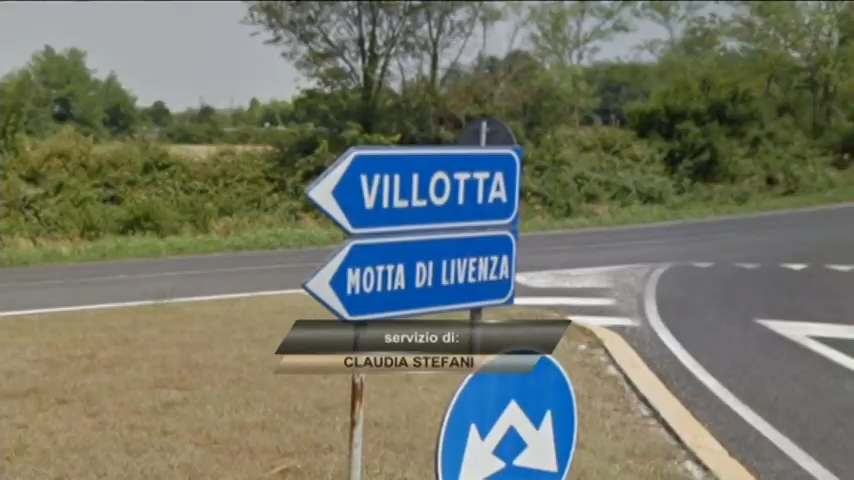 VILLOTTA
MOTTA DI LIVENZA
servizio di:
CLAUDIA STEFANI